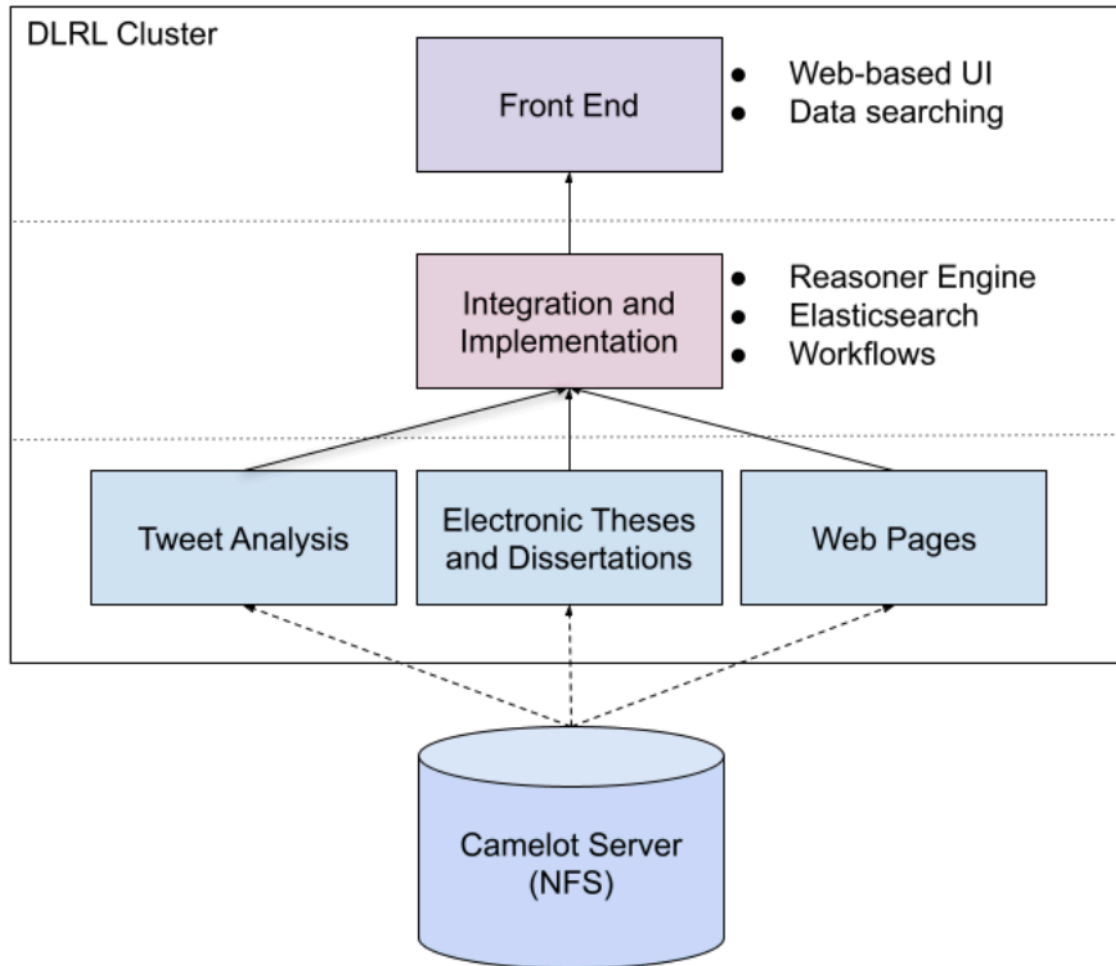 DLRL Cluster
Front End
● Web-based UI
● Data searching
Integration and
Implementation
● Reasoner Engine
● Elasticsearch
● Workflows
Tweet Analysis
Electronic Theses
and Dissertations
Web Pages
Camelot Server
(NFS)